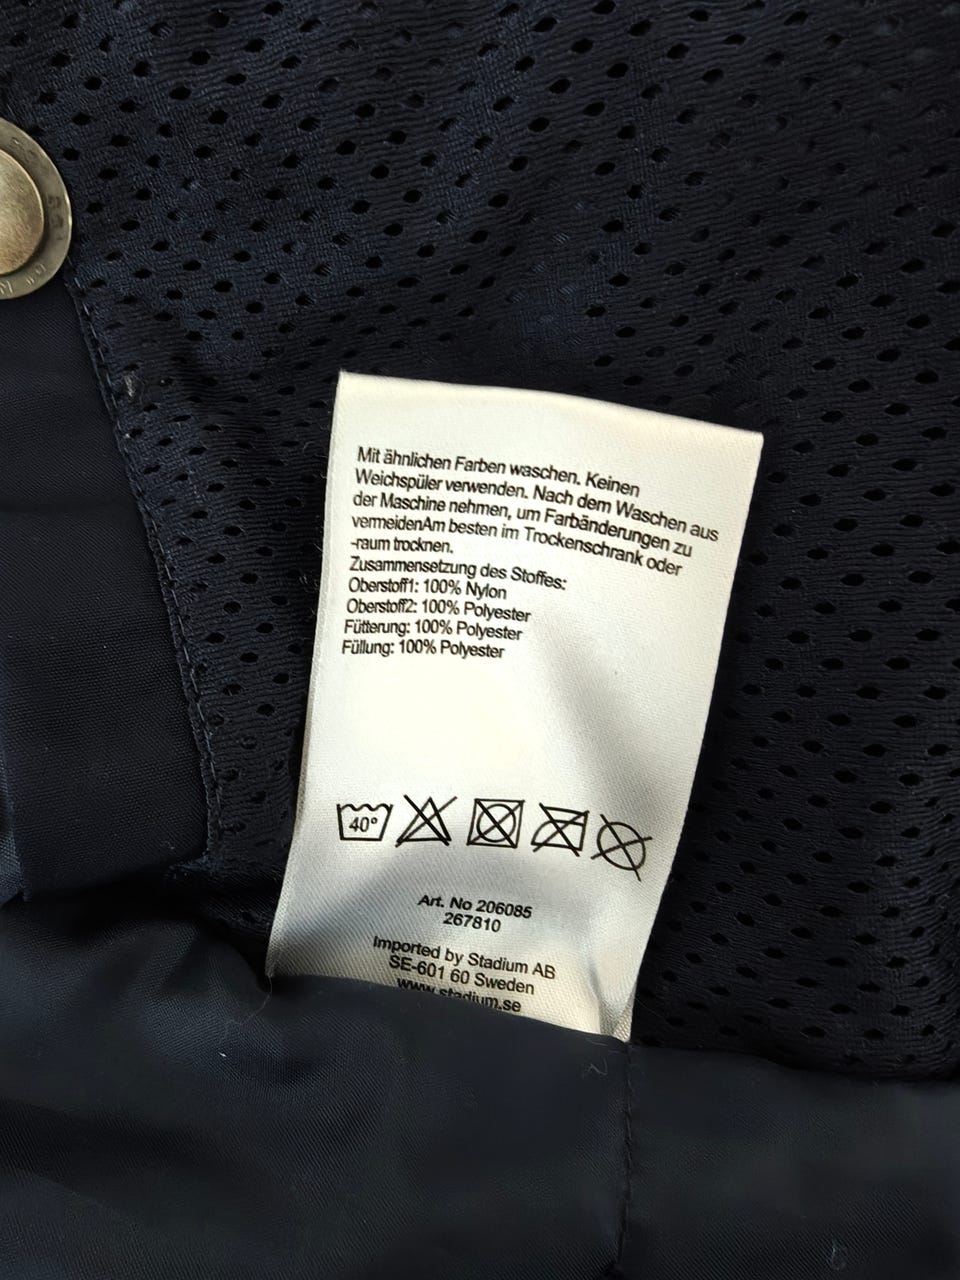 Mit ähnlichen Farben waschen. Keinen
Weichspüler verwenden. Nach dem Waschen aus
der Maschine nehmen, um Farbänderungen zu
vermeidenAm besten im Trockenschrank oder
-raum trocknen.
Zusammensetzung des Stoffes:
Oberstoff1: 100% Nylon
Oberstoff2: 100% Polyester
Fütterung: 100% Polyester
Füllung: 100% Polyester
40°
Art. No 206085
267810
Imported by Stadium AB
SE-601 60 Sweden
www.stadium.se